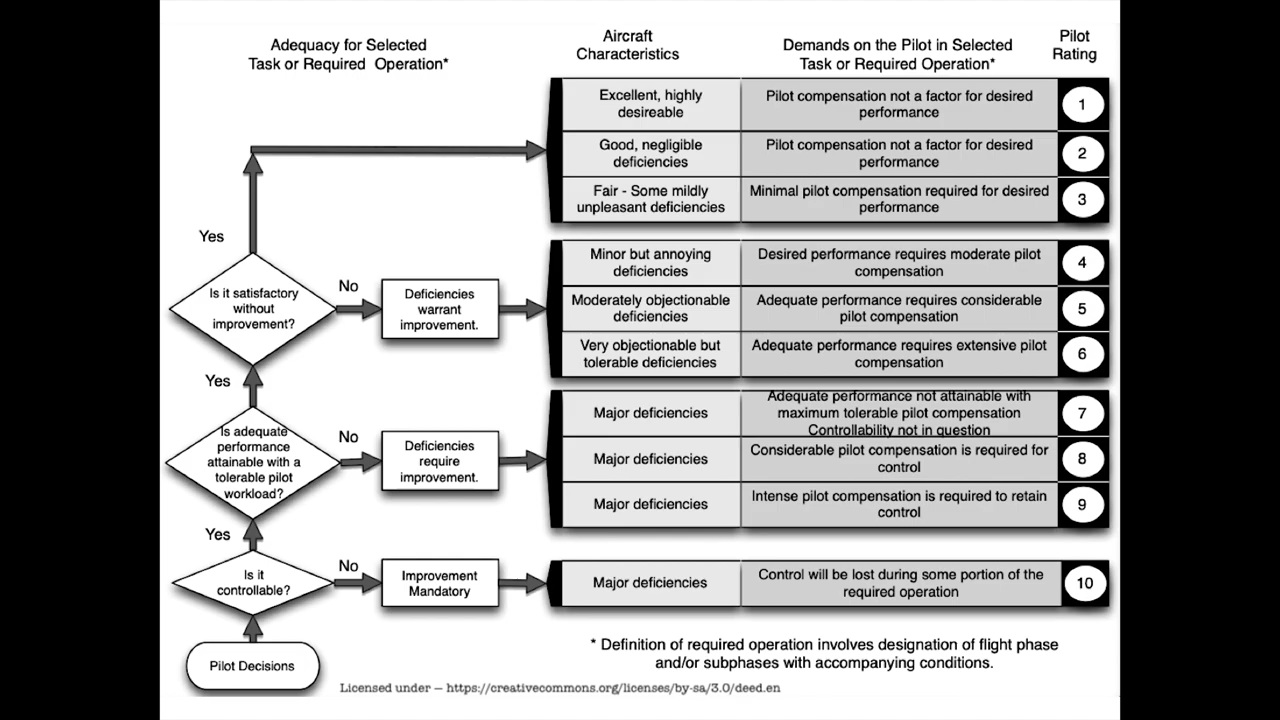 Adequacy for Selected
Task or Required Operation*
Aircraft
Characteristics
Demands on the Pilot in Selected
Task or Required Operation*
Pilot
Rating
Excellent, highly
desireable
Pilot compensation not a factor for desired
performance
1
Good, negligible
deficiencies
Pilot compensation not a factor for desired
performance
2
Fair - Some mildly
unpleasant deficiencies
Minimal pilot compensation required for desired
performance
3
Yes
Is it satisfactory
without
improvement?
No
Deficiencies
warrant
improvement.
Minor but annoying
deficiencies
Desired performance requires moderate pilot
compensation
4
Moderately objectionable
deficiencies
Adequate performance requires considerable
pilot compensation
5
Very objectionable but
tolerable deficiencies
Adequate performance requires extensive pilot
compensation
6
Yes
Is adequate
performance
attainable with a
tolerable pilot
workload?
No
Deficiencies
require
improvement.
Major deficiencies
Adequate performance not attainable with
maximum tolerable pilot compensation
Controllability not in question
7
Major deficiencies
Considerable pilot compensation is required for
control
8
Major deficiencies
Intense pilot compensation is required to retain
control
9
Yes
Is it
controllable?
No
Improvement
Mandatory
Major deficiencies
Control will be lost during some portion of the
required operation
10
Pilot Decisions
* Definition of required operation involves designation of flight phase
and/or subphases with accompanying conditions.
Licensed under – https://creativecommons.org/licenses/by-sa/3.0/deed.en